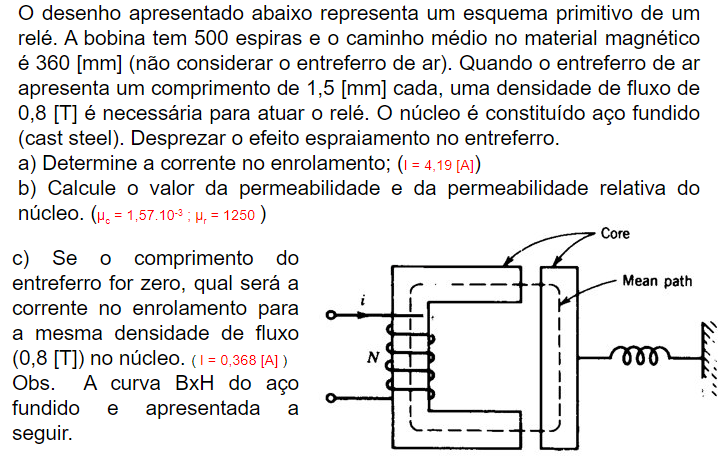 O desenho apresentado abaixo representa um esquema primitivo de um
relé. A bobina tem 500 espiras e o caminho médio no material magnético
é 360 [mm] (não considerar o entreferro de ar). Quando o entreferro de ar
apresenta um comprimento de 1,5 [mm] cada, uma densidade de fluxo de
0,8 [T] é necessária para atuar o relé. O núcleo é constituído aço fundido
(cast steel). Desprezar o efeito espraiamento no entreferro.
a) Determine a corrente no enrolamento; (I = 4,19 [A])
b) Calcule o valor da permeabilidade e da permeabilidade relativa do
núcleo. (μc = 1,57.10⁻³ ; μr = 1250 )
c) Se o comprimento do
entreferro for zero, qual será a
corrente no enrolamento para
a mesma densidade de fluxo
(0,8 [T]) no núcleo. ( I = 0,368 [A] )
Obs. A curva BxH do aço
fundido e apresentada a
seguir.
Core
Mean path
i
N